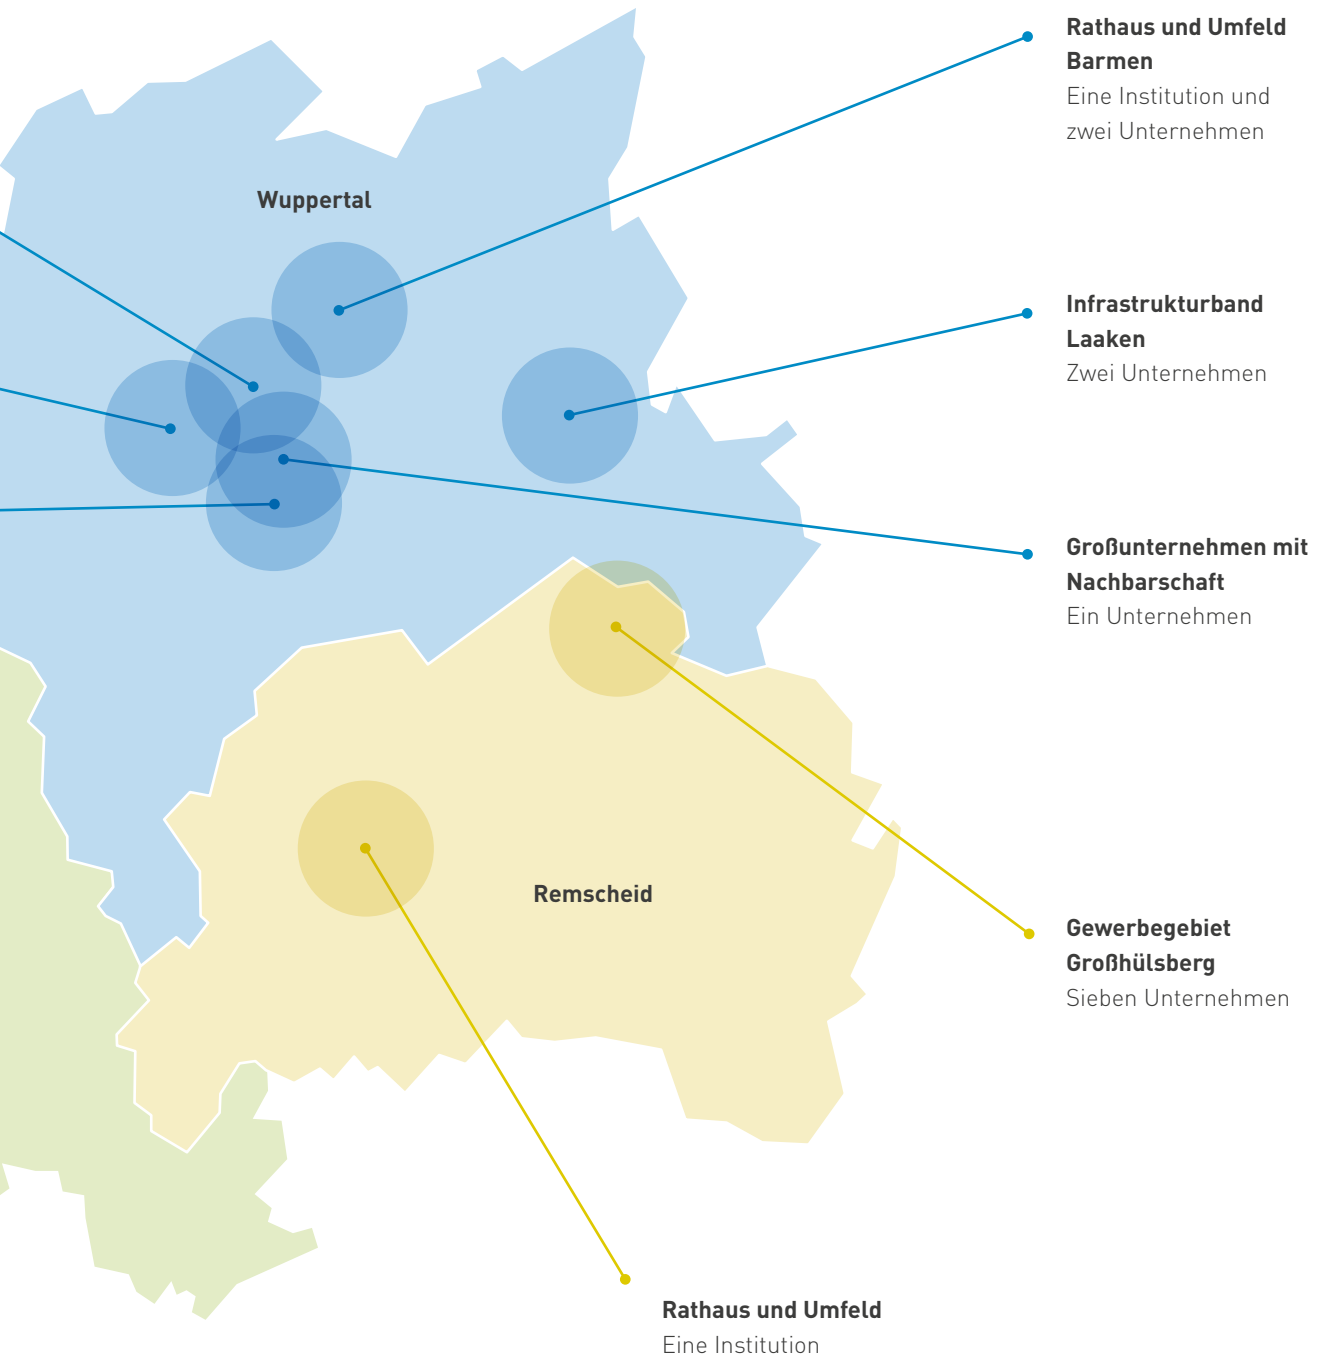 Rathaus und Umfeld
Barmen
Eine Institution und
zwei Unternehmen
Wuppertal
Infrastrukturband
Laaken
Zwei Unternehmen
Großunternehmen mit
Nachbarschaft
Ein Unternehmen
Remscheid
Gewerbegebiet
Großhülsberg
Sieben Unternehmen
Rathaus und Umfeld
Eine Institution